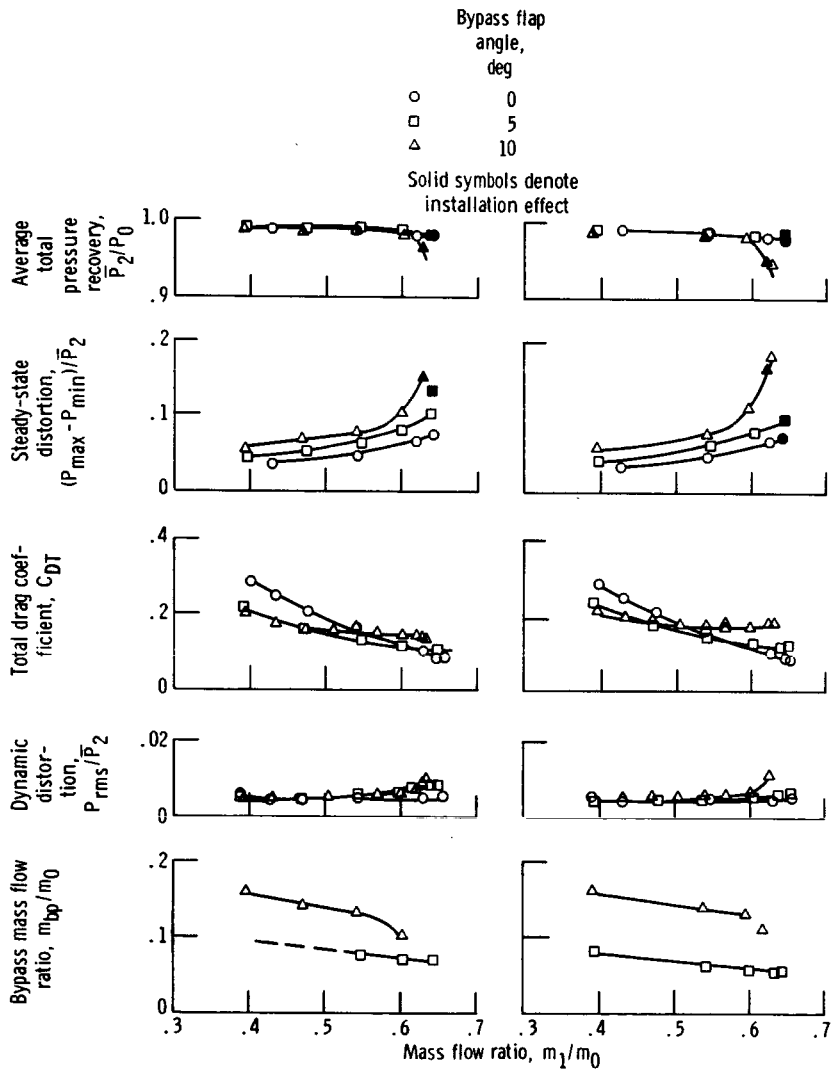 Bypass flap
angle,
deg
0
5
10
Solid symbols denote
installation effect
Average
total
pressure
recovery,
P̅2/P0
1.0
.9
Steady-state
distortion,
(Pmax - Pmin)/P̅2
.2
.1
0
Total drag coef-
ficient, CDT
.4
.2
0
Dynamic
distor-
tion,
Prms/P̅2
.02
0
Bypass mass flow
ratio, mbp/m0
.2
.1
0
.3 .4 .5 .6 .7 .3 .4 .5 .6 .7
Mass flow ratio, m1/m0